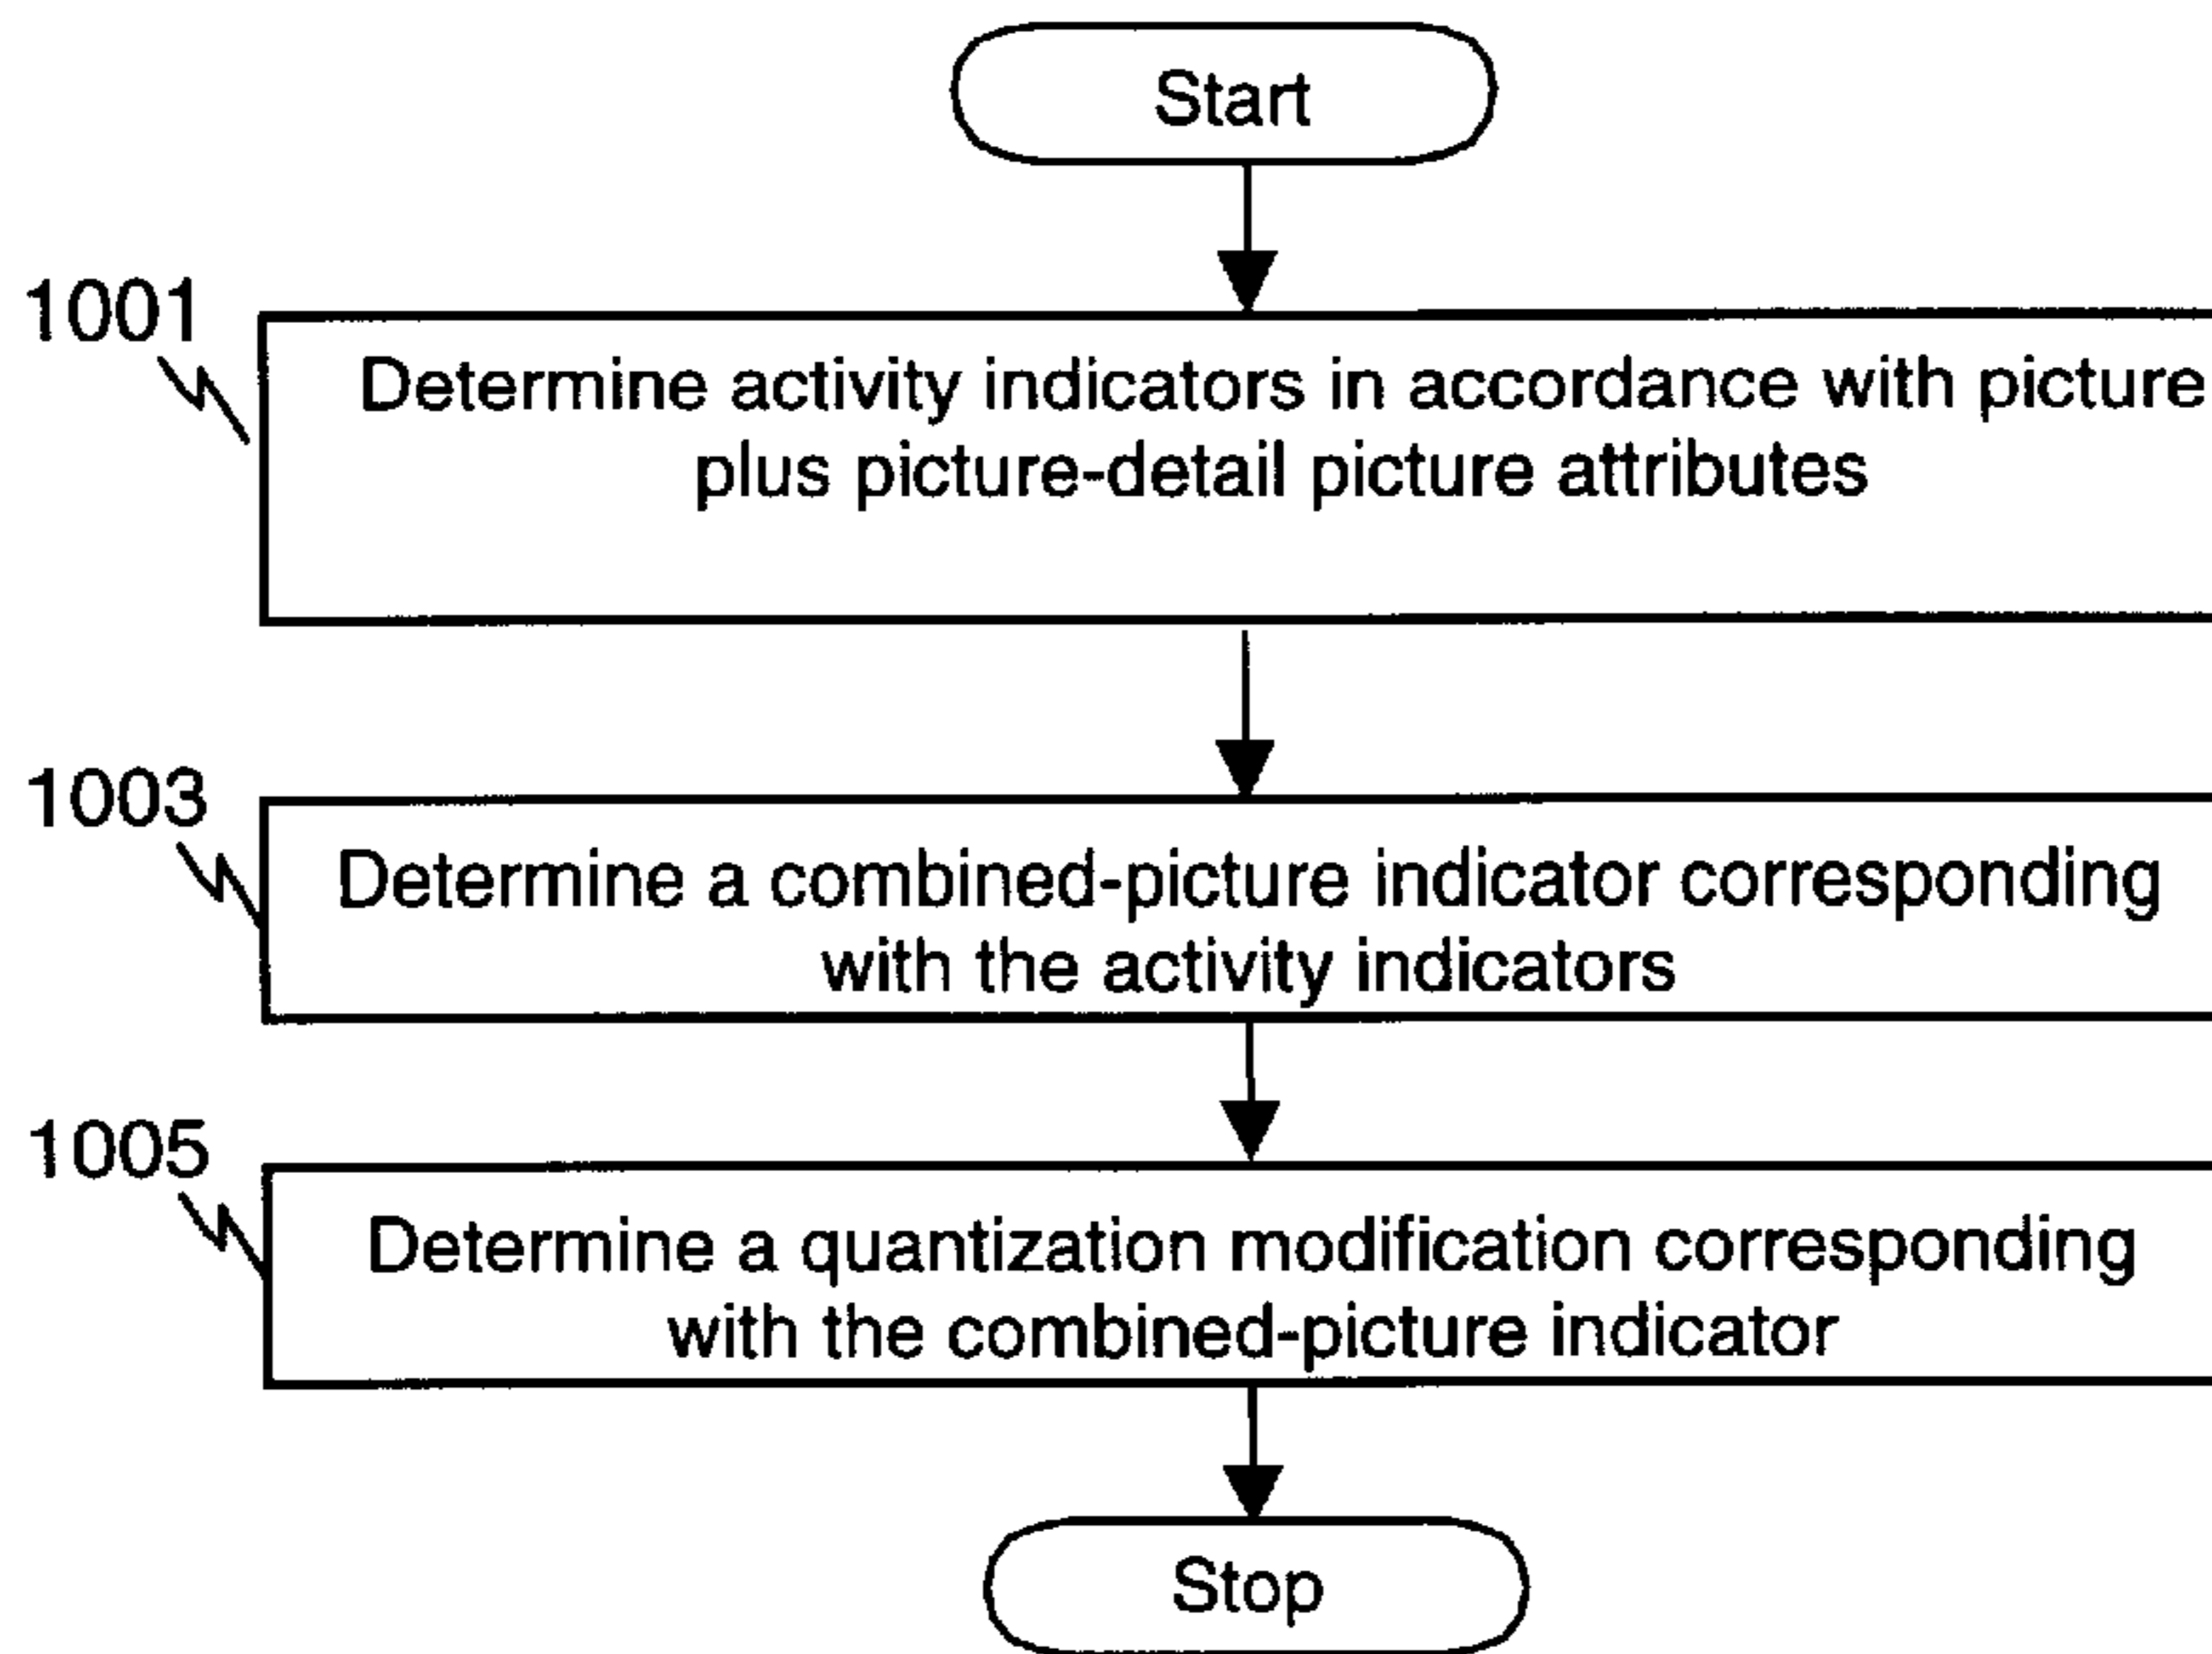 Start
1001
Determine activity indicators in accordance with picture
plus picture-detail picture attributes
1003
Determine a combined-picture indicator corresponding
with the activity indicators
1005
Determine a quantization modification corresponding
with the combined-picture indicator
Stop